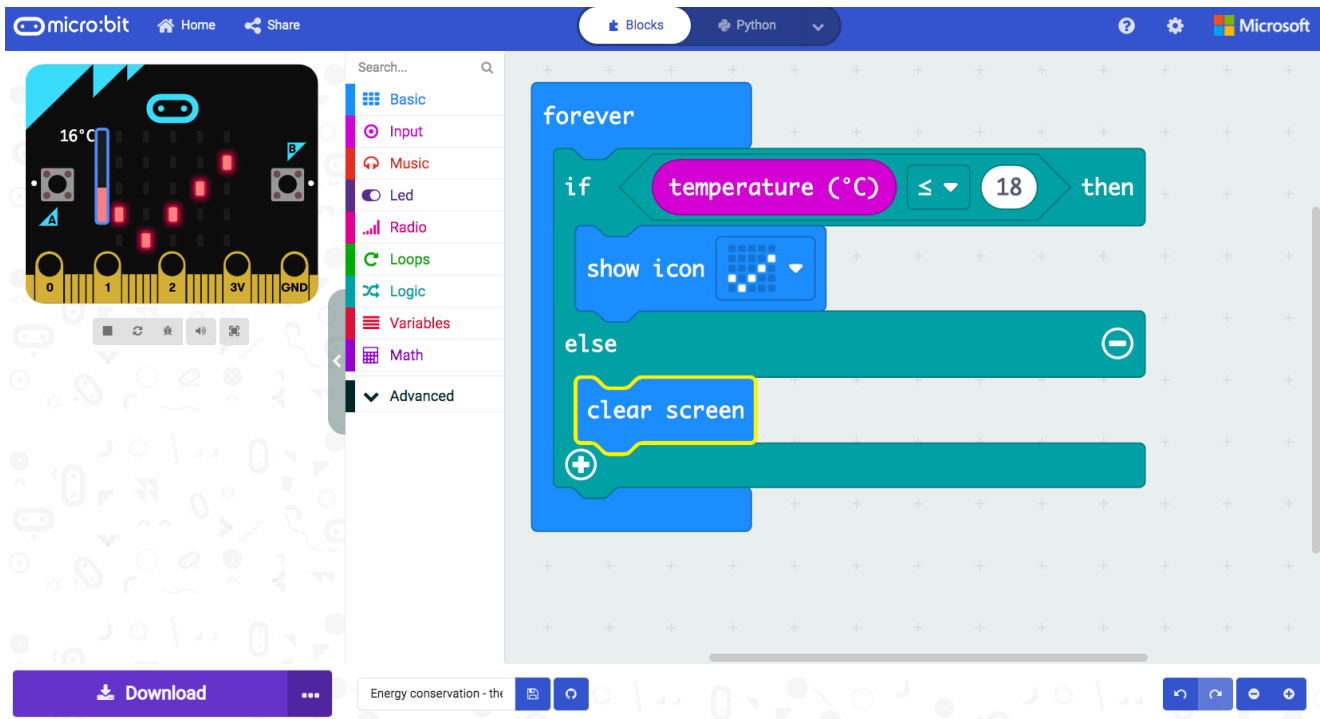 micro:bit Home Share Blocks Python Microsoft
Search...
Basic
Input
Music
Led
Radio
Loops
Logic
Variables
Math
Advanced
16°C
B
A
0 1 2 3V GND
forever
if temperature (°C) ≤ 18 then
show icon
else
clear screen
Download ...
Energy conservation - the